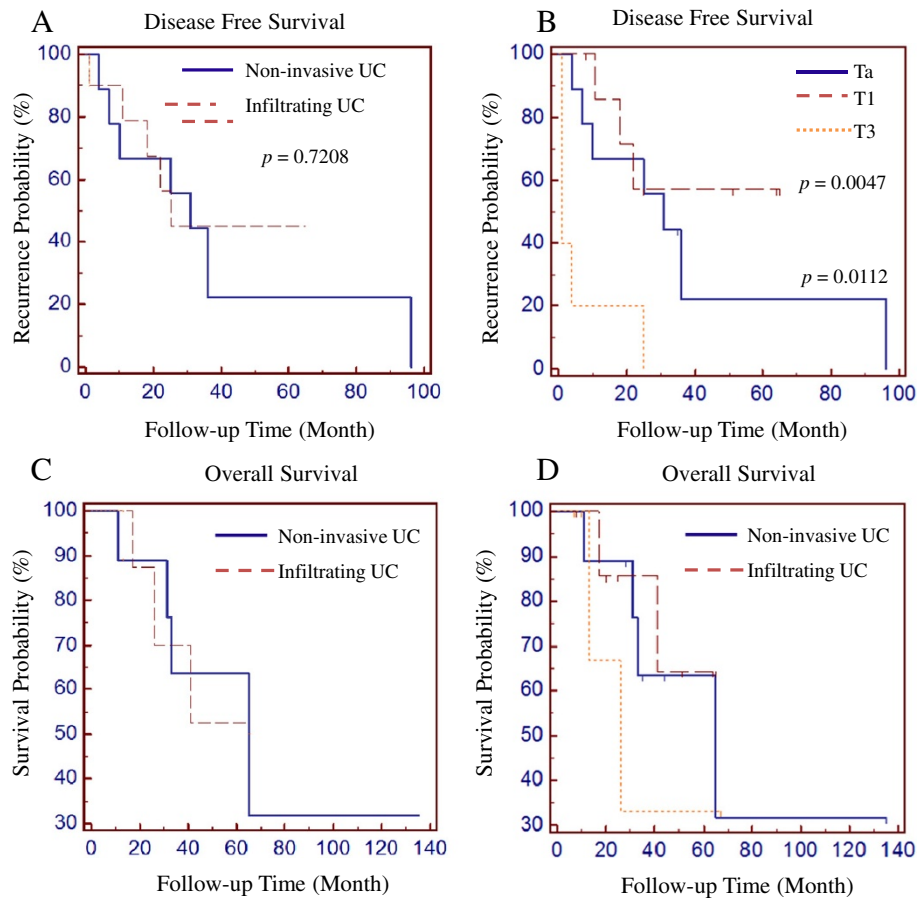 A
Disease Free Survival
Recurrence Probability (%)
100
80
60
40
20
0
Non-invasive UC
Infiltrating UC
p = 0.7208
0 20 40 60 80 100
Follow-up Time (Month)
B
Disease Free Survival
Recurrence Probability (%)
100
80
60
40
20
0
Ta
T1
T3
p = 0.0047
p = 0.0112
0 20 40 60 80 100
Follow-up Time (Month)
C
Overall Survival
Survival Probability (%)
100
90
80
70
60
50
40
30
Non-invasive UC
Infiltrating UC
0 20 40 60 80 100 120 140
Follow-up Time (Month)
D
Overall Survival
Survival Probability (%)
100
90
80
70
60
50
40
30
Non-invasive UC
Infiltrating UC
0 20 40 60 80 100 120 140
Follow-up Time (Month)